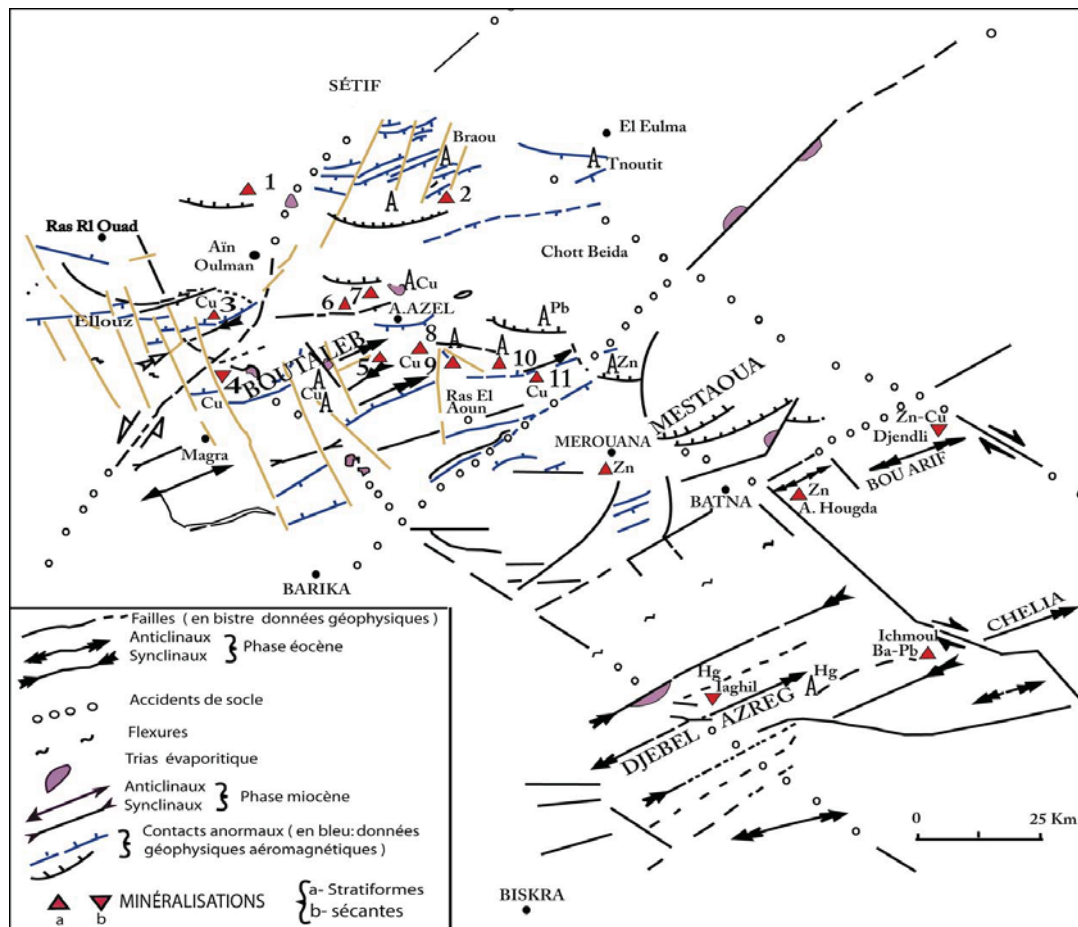 SÉTIF
El Eulma
Braou
A
A
Tnoutit
1
A
2
Ras Rl Ouad
Aïn
Oulman
Chott Beida
A
Cu
7
6
Cu
3
A.AZEL
Pb
A
Ellouz
8
A
A
BOUTALEB
5
Cu
9
10
A
Zn
4
Cu
A
Cu
A
Cu
11
Ras El
Aoun
MESTAOUA
Magra
MEROUANA
Zn
Zn-Cu
Djendli
BOU ARIF
BATNA
Zn
A. Hougda
BARIKA
CHELIA
Ichmoul
Ba-Pb
Hg
Iaghil
Hg
A
DJEBEL AZREG
0 25 Km
BISKRA
Failles ( en bistre données géophysiques )
Anticlinaux
Synclinaux
Phase éocène
Accidents de socle
Flexures
Trias évaporitique
Anticlinaux
Synclinaux
Phase miocène
Contacts anormaux ( en bleu: données
géophysiques aéromagnétiques )
MINÉRALISATIONS
a- Stratiformes
b- sécantes
a b